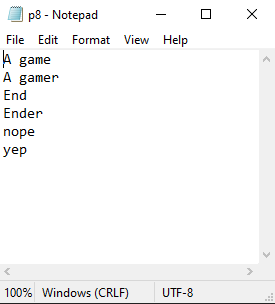 p8 - Notepad
File Edit Format View Help
A game
A gamer
End
Ender
nope
yep
100% Windows (CRLF) UTF-8